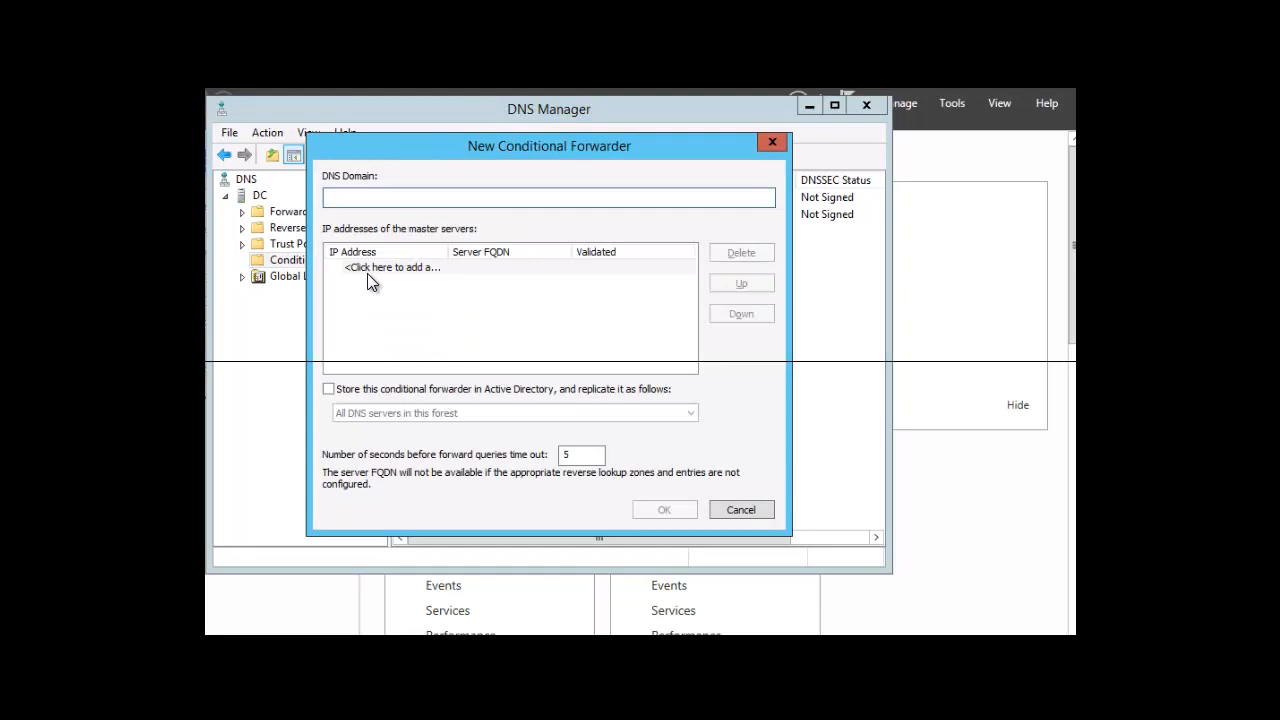 DNS Manager
nage Tools View Help
File Action View Help
New Conditional Forwarder
DNS
DC
Forward
Reverse
Trust Po
Conditi
Global L
DNS Domain:
IP addresses of the master servers:
IP Address Server FQDN Validated
<Click here to add a...
Delete
Up
Down
DNSSEC Status
Not Signed
Not Signed
Store this conditional forwarder in Active Directory, and replicate it as follows:
All DNS servers in this forest
Number of seconds before forward queries time out: 5
The server FQDN will not be available if the appropriate reverse lookup zones and entries are not
configured.
OK Cancel
Hide
Events Events
Services Services
Performance Performance